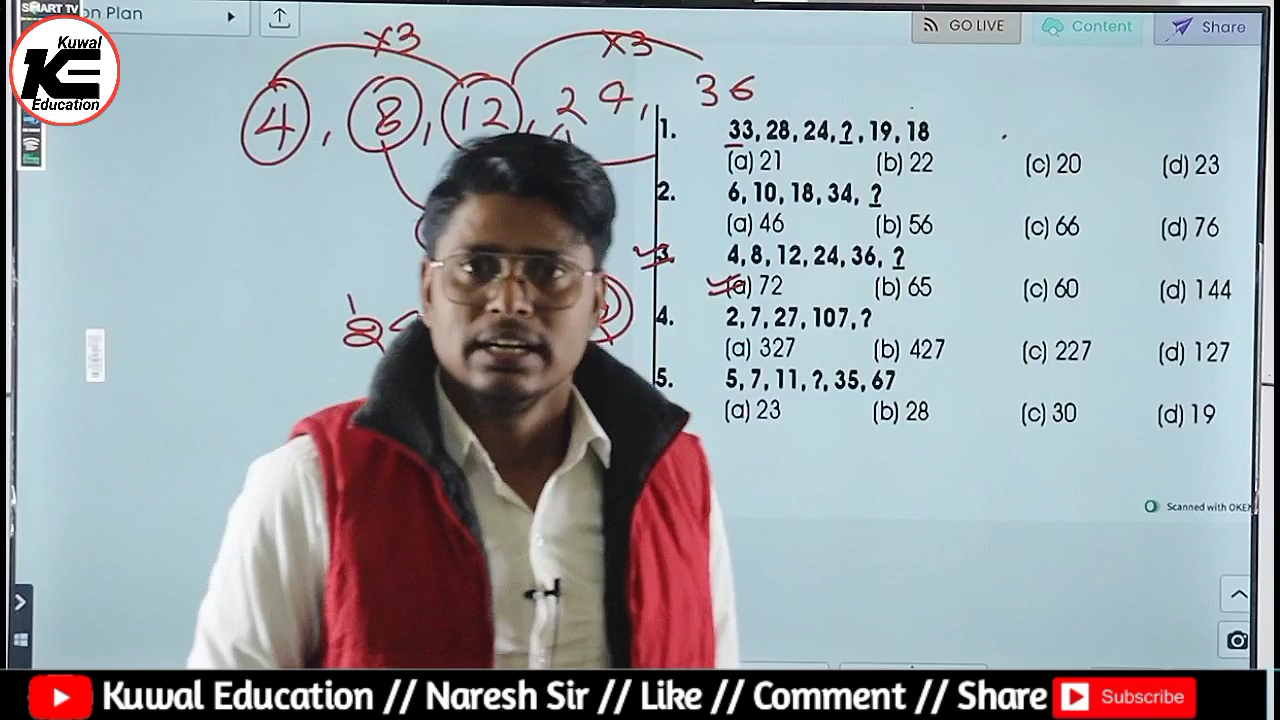 SMART TV
on Plan
GO LIVE
Content
Share
Kuwal
KE
Education
×3
×3
4, 8, 12, 24, 36
1. 33, 28, 24, ?, 19, 18
(a) 21 (b) 22 (c) 20 (d) 23
2. 6, 10, 18, 34, ?
(a) 46 (b) 56 (c) 66 (d) 76
3. 4, 8, 12, 24, 36, ?
(a) 72 (b) 65 (c) 60 (d) 144
4. 2, 7, 27, 107, ?
(a) 327 (b) 427 (c) 227 (d) 127
5. 5, 7, 11, ?, 35, 67
(a) 23 (b) 28 (c) 30 (d) 19
Scanned with OKEN
Kuwal Education // Naresh Sir // Like // Comment // Share
Subscribe